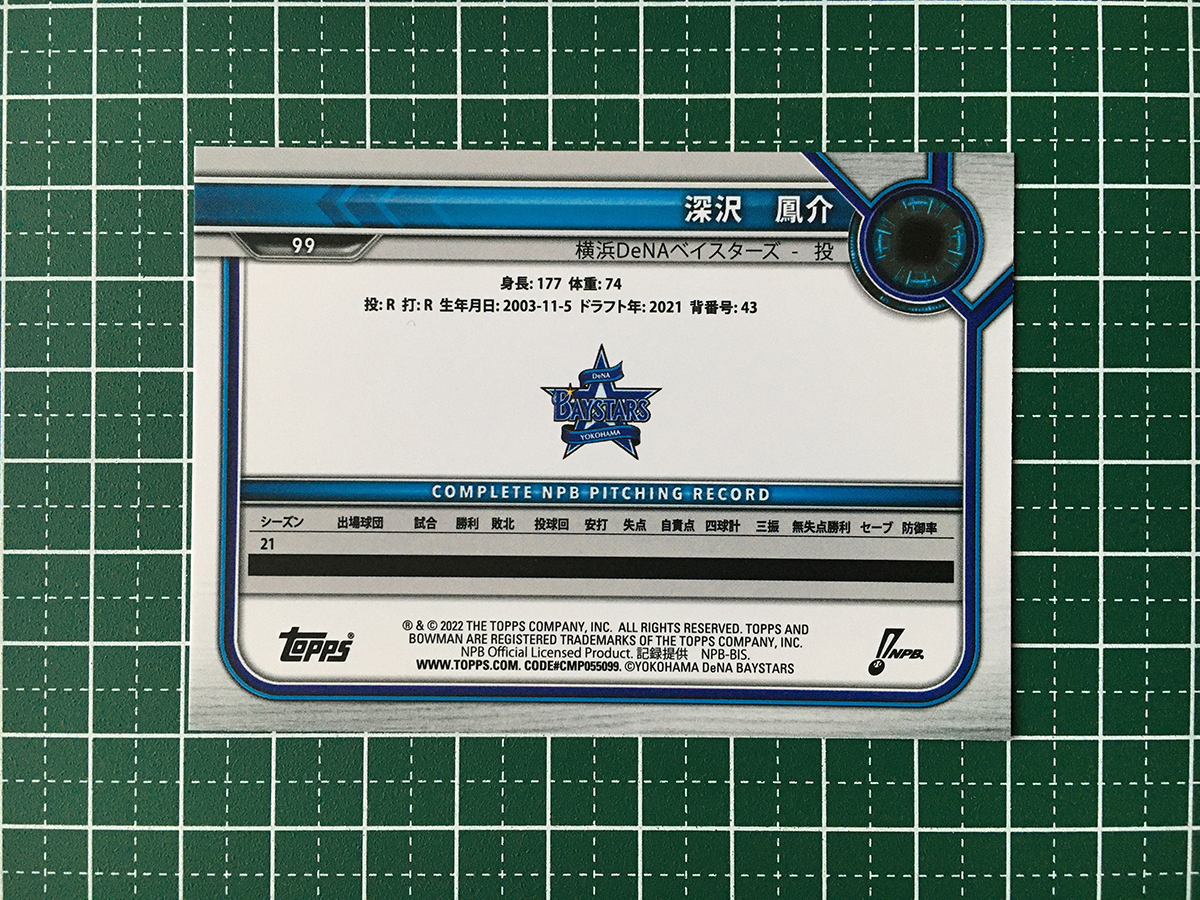 深沢　鳳介
99
横浜DeNAベイスターズ - 投
身長: 177 体重: 74
投: R 打: R 生年月日: 2003-11-5 ドラフト年: 2021 背番号: 43
DeNA
BAYSTARS
YOKOHAMA
COMPLETE NPB PITCHING RECORD
シーズン 出場球団 試合 勝利 敗北 投球回 安打 失点 自責点 四球計 三振 無失点勝利 セーブ 防御率
21
® & © 2022 THE TOPPS COMPANY, INC. ALL RIGHTS RESERVED. TOPPS AND
BOWMAN ARE REGISTERED TRADEMARKS OF THE TOPPS COMPANY, INC.
NPB Official Licensed Product. 記録提供 NPB-BIS.
WWW.TOPPS.COM. CODE#CMP055099. ©YOKOHAMA DeNA BAYSTARS
topps®
NPB.